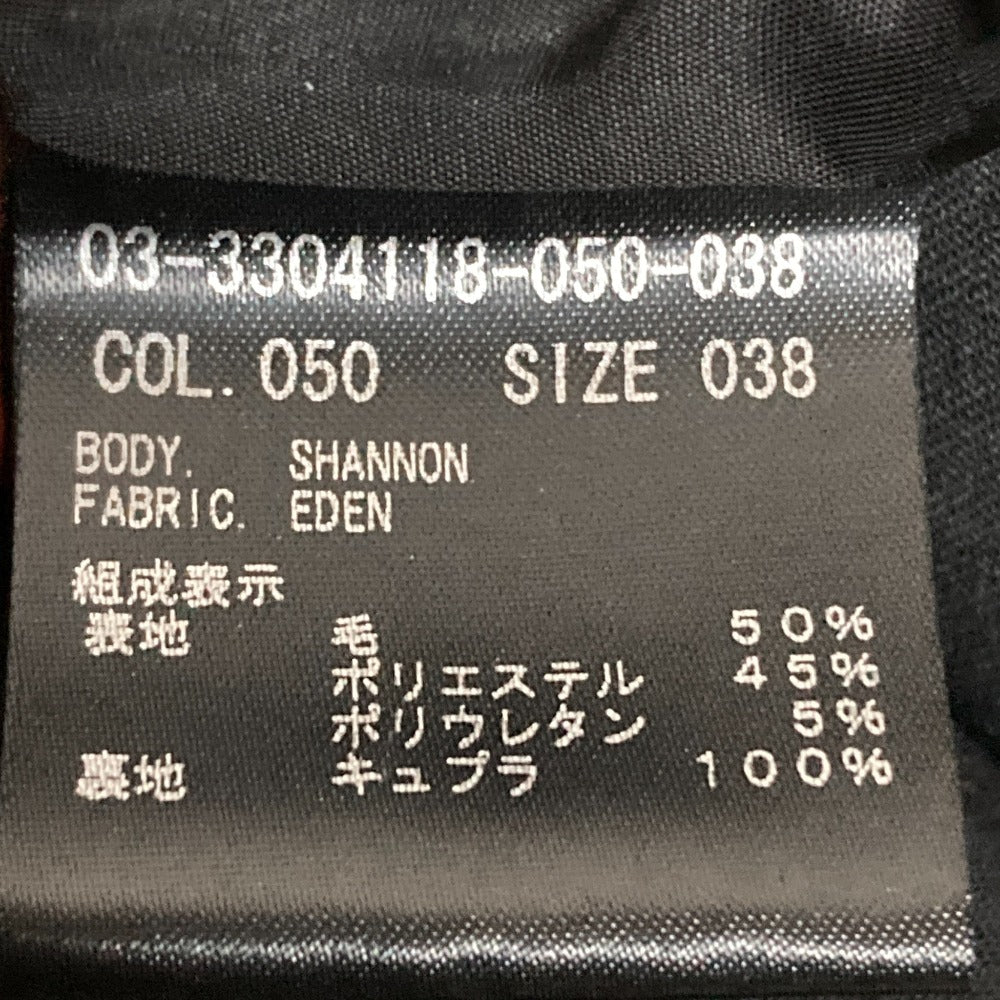 03-3304118-050-038
COL. 050 SIZE 038
BODY. SHANNON
FABRIC. EDEN
組成表示
表地 毛 50%
ポリエステル 45%
ポリウレタン 5%
裏地 キュプラ 100%